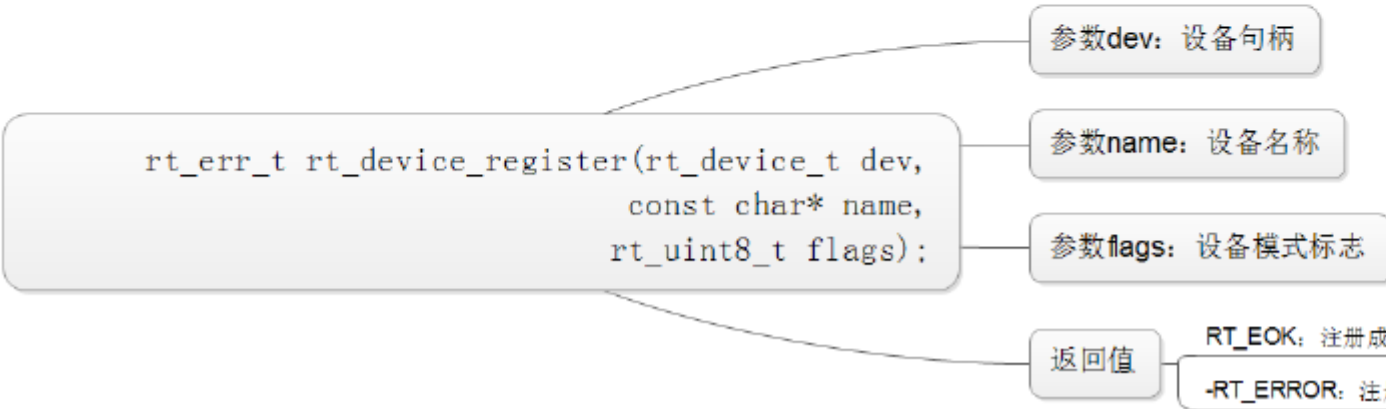 参数dev：设备句柄
rt_err_t rt_device_register(rt_device_t dev,
const char* name,
rt_uint8_t flags);
参数name：设备名称
参数flags：设备模式标志
返回值
RT_EOK：注册成
-RT_ERROR：注